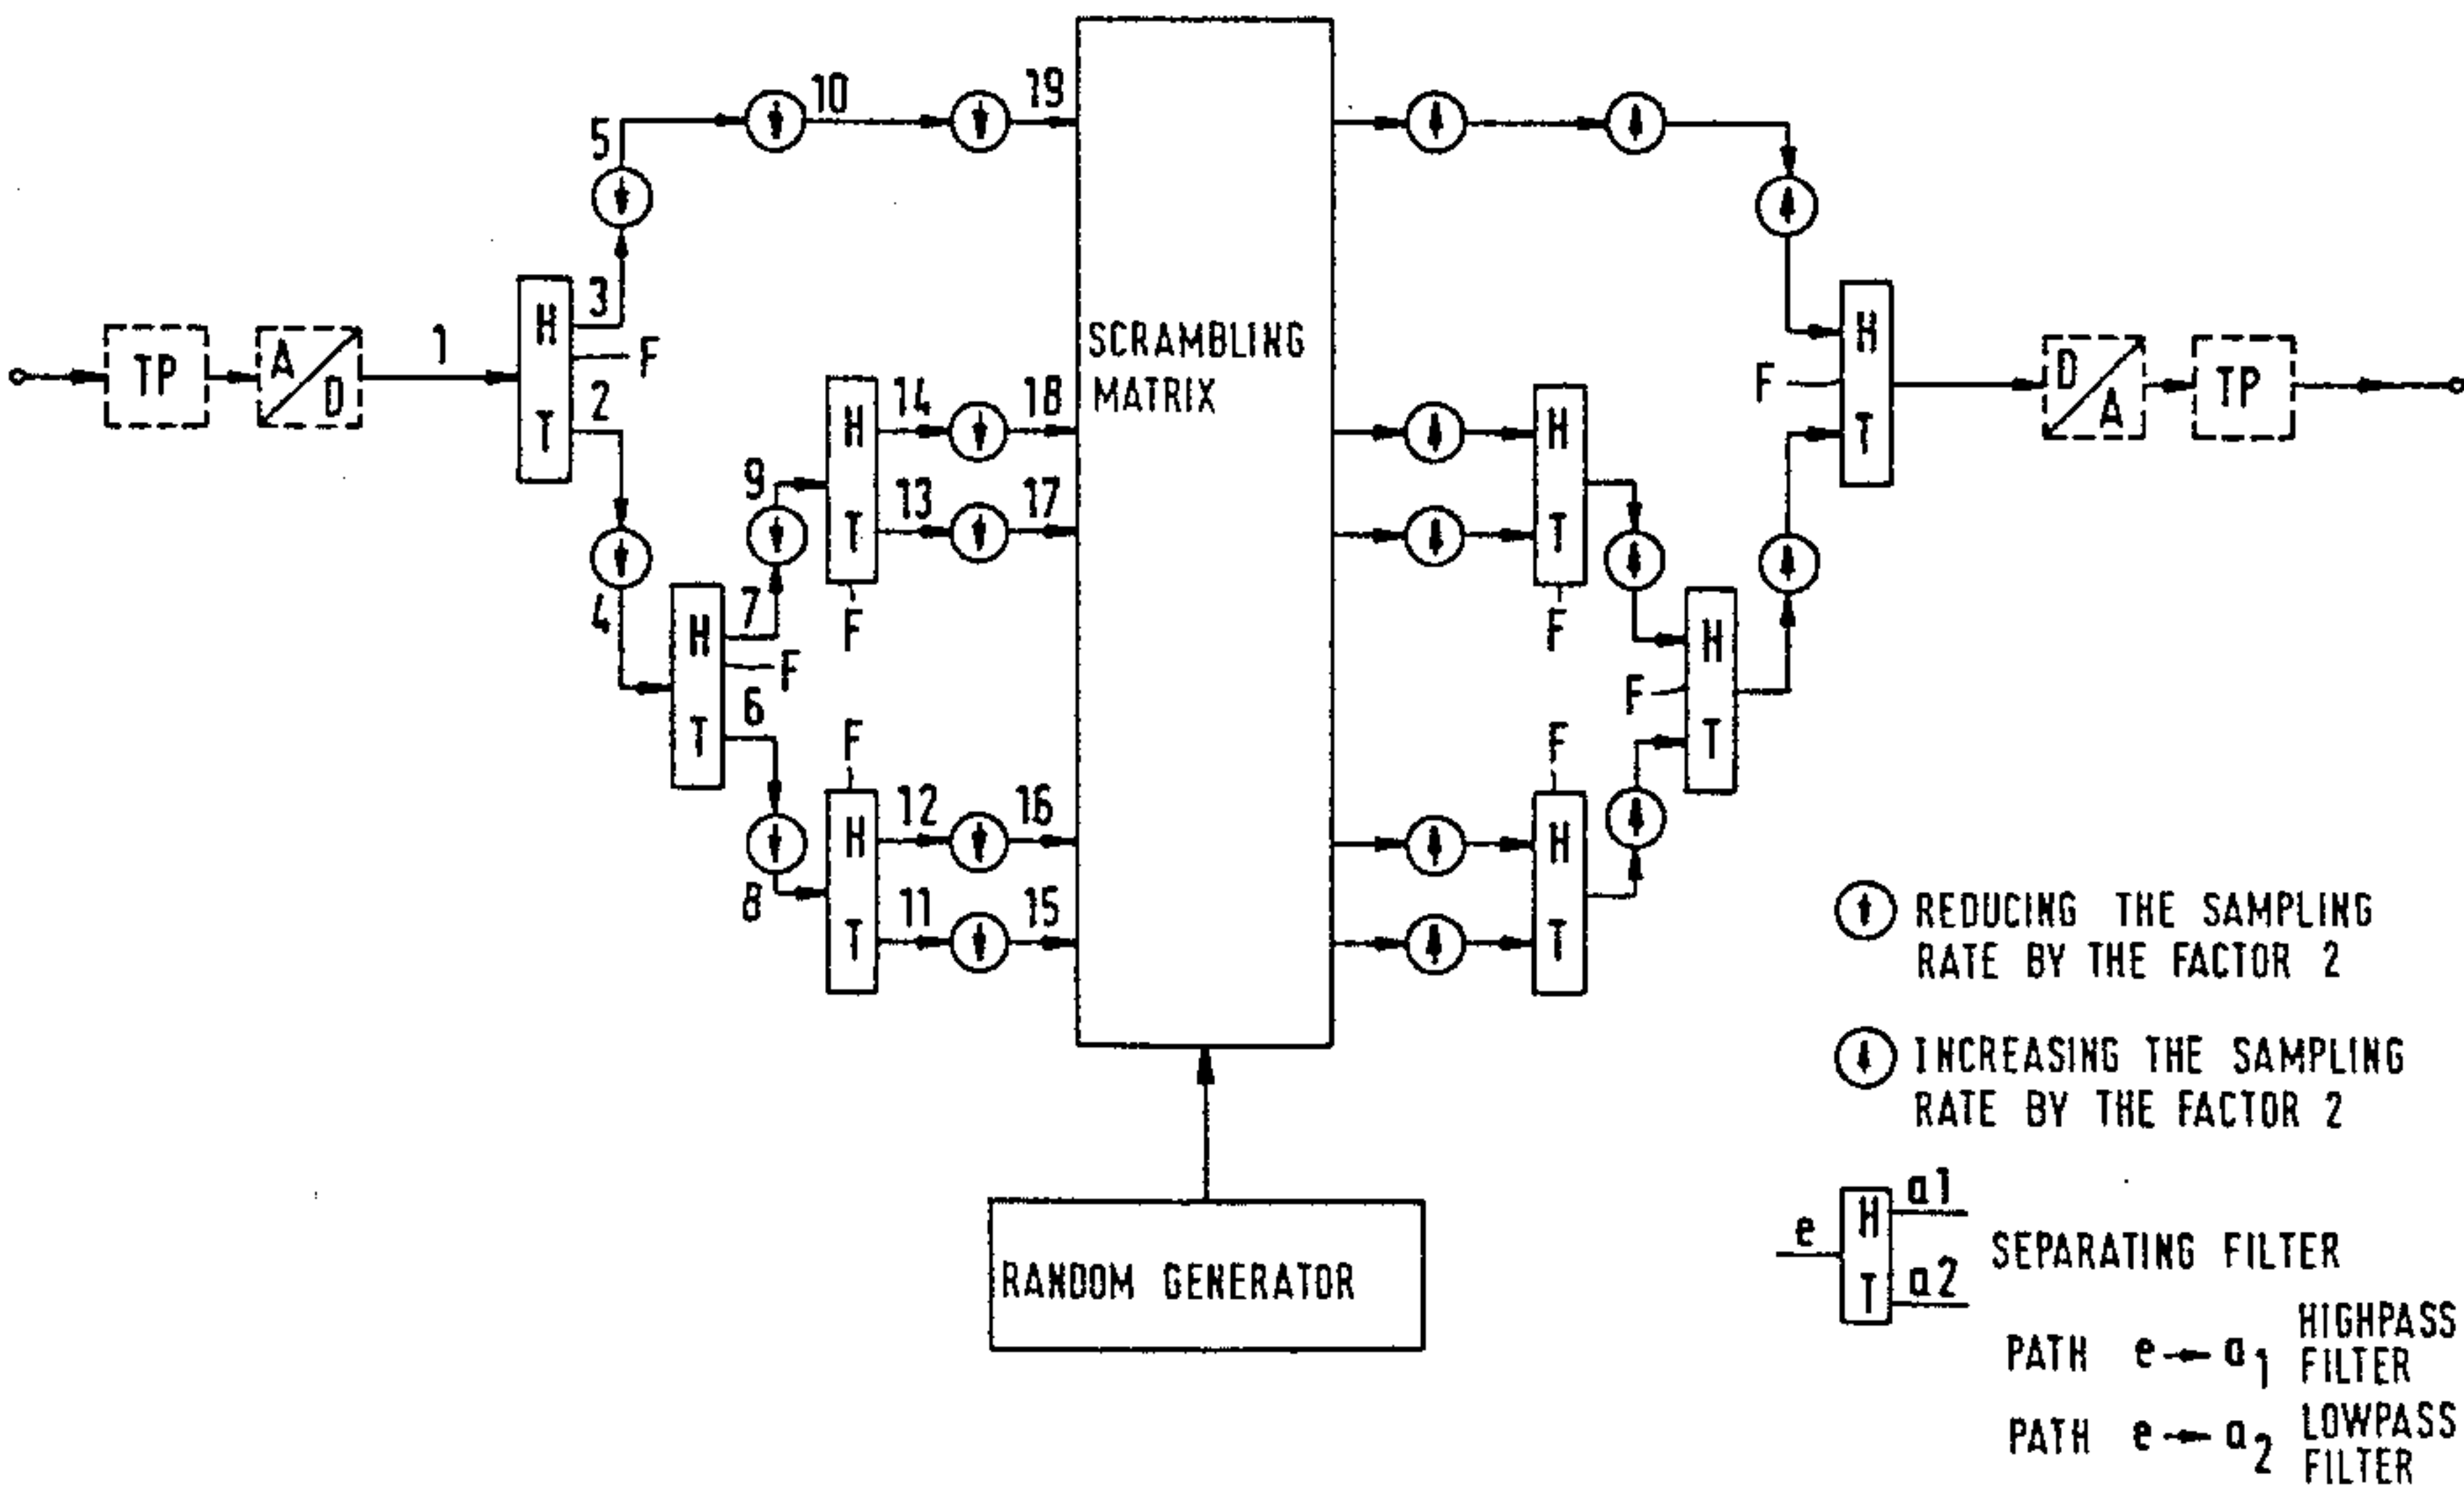 10
19
5
3
H
F
T
2
TP
A
D
1
SCRAMBLING
MATRIX
14
18
H
9
13
17
T
F
4
7
H
F
6
T
F
12
16
H
8
11
15
T
H
T
F
H
F
T
D
A
TP
H
F
T
F
H
T
REDUCING THE SAMPLING
RATE BY THE FACTOR 2
INCREASING THE SAMPLING
RATE BY THE FACTOR 2
RANDOM GENERATOR
e
H
T
a1
a2
SEPARATING FILTER
PATH e → a1 HIGHPASS
FILTER
PATH e → a2 LOWPASS
FILTER